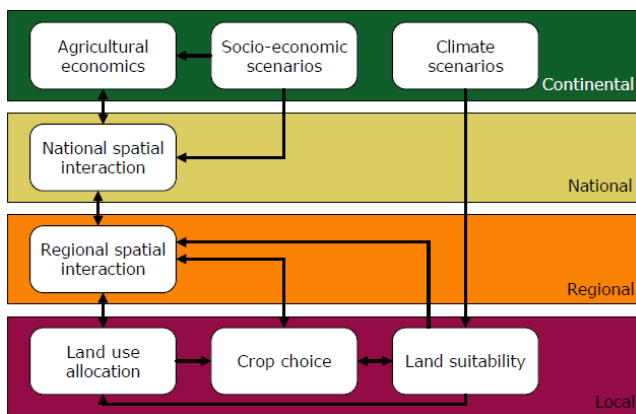 Agricultural
economics
Socio-economic
scenarios
Climate
scenarios
Continental
National spatial
interaction
National
Regional spatial
interaction
Regional
Land use
allocation
Crop choice
Land suitability
Local